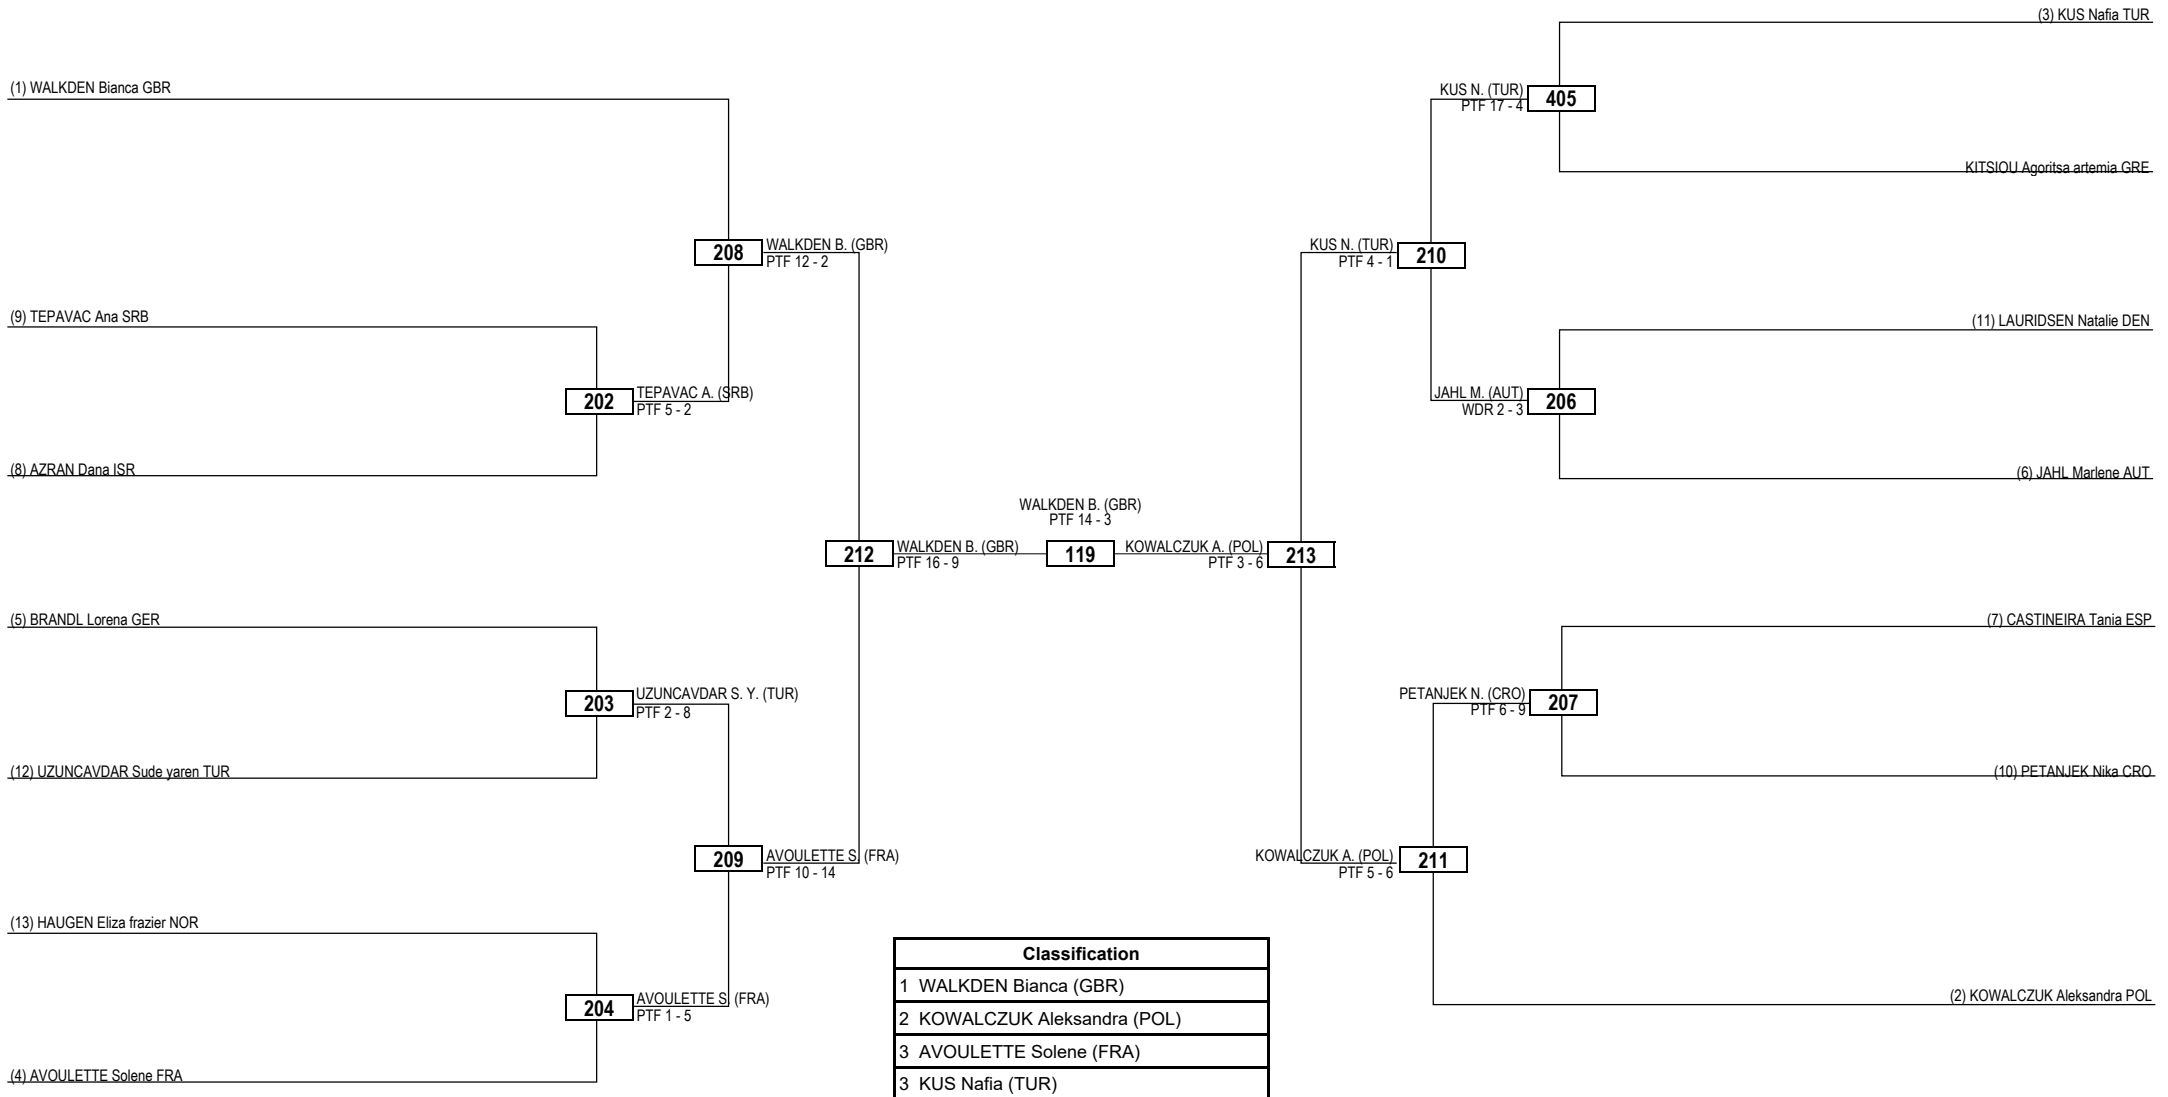 (3) KUS Nafia TUR
(1) WALKDEN Bianca GBR
KUS N. (TUR)
PTF 17 - 4
405
KITSIOU Agoritsa artemia GRE
208
WALKDEN B. (GBR)
PTF 12 - 2
KUS N. (TUR)
PTF 4 - 1
210
(9) TEPAVAC Ana SRB
(11) LAURIDSEN Natalie DEN
202
TEPAVAC A. (SRB)
PTF 5 - 2
JAHL M. (AUT)
WDR 2 - 3
206
(8) AZRAN Dana ISR
(6) JAHL Marlene AUT
WALKDEN B. (GBR)
PTF 14 - 3
212
WALKDEN B. (GBR)
PTF 16 - 9
119
KOWALCZUK A. (POL)
PTF 3 - 6
213
(5) BRANDL Lorena GER
(7) CASTINEIRA Tania ESP
203
UZUNCAVDAR S. Y. (TUR)
PTF 2 - 8
PETANJEK N. (CRO)
PTF 6 - 9
207
(12) UZUNCAVDAR Sude yaren TUR
(10) PETANJEK Nika CRO
209
AVOULETTE S. (FRA)
PTF 10 - 14
KOWALCZUK A. (POL)
PTF 5 - 6
211
(13) HAUGEN Eliza frazier NOR
204
AVOULETTE S. (FRA)
PTF 1 - 5
(2) KOWALCZUK Aleksandra POL
(4) AVOULETTE Solene FRA
Classification
1 WALKDEN Bianca (GBR)
2 KOWALCZUK Aleksandra (POL)
3 AVOULETTE Solene (FRA)
3 KUS Nafia (TUR)